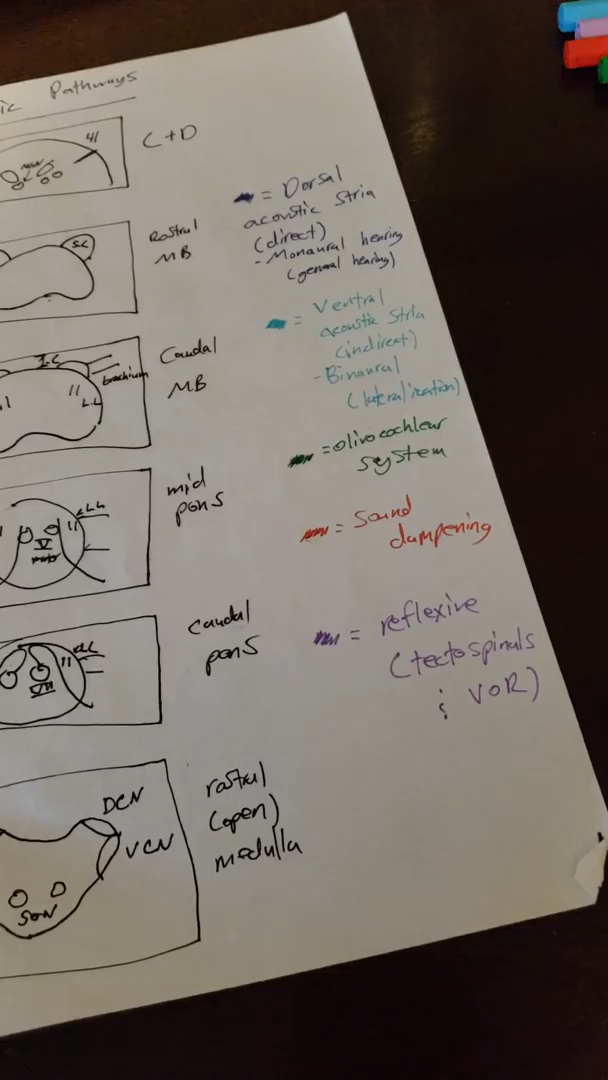 ic Pathways
41
MGN
C+D
S.C
Rostral
MB
I.C
brachium
L.L
Caudal
MB
LL
V
motor
mid
pons
LL
VII
caudal
pons
DCN
VCN
SON
rostral
(open)
medulla
= Dorsal
acoustic Stria
(direct)
- Monaural hearing
(general hearing)
= Ventral
acoustic Stria
(indirect)
- Binaural
(lateralization)
= olivocochlear
system
= Sound
dampening
= reflexive
(tectospinals
& VOR)